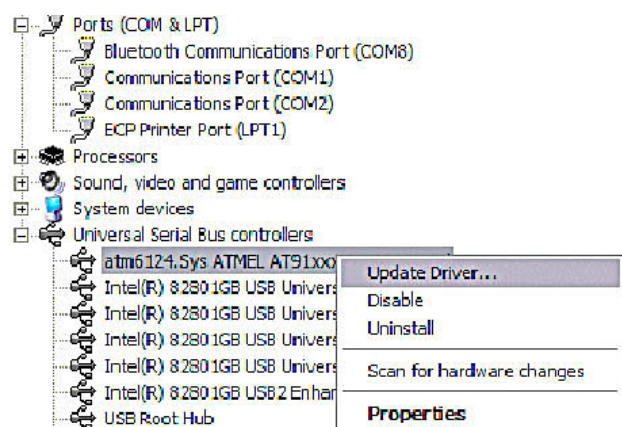 Ports (COM & LPT)
Bluetooth Communications Port (COM8)
Communications Port (COM1)
Communications Port (COM2)
ECP Printer Port (LPT1)
Processors
Sound, video and game controllers
System devices
Universal Serial Bus controllers
atm6124.Sys ATMEL AT91xxx
Intel(R) 82801GB USB Univers
Intel(R) 82801GB USB Univers
Intel(R) 82801GB USB Univers
Intel(R) 82801GB USB Univers
Intel(R) 82801GB USB2 Enhan
USB Root Hub
Update Driver...
Disable
Uninstall
Scan for hardware changes
Properties